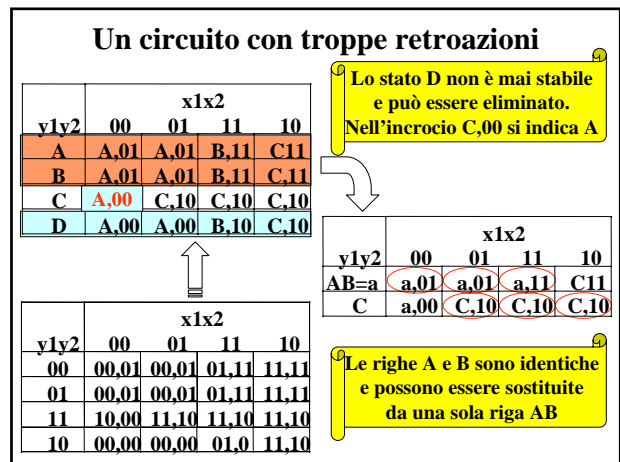 Un circuito con troppe retroazioni
Lo stato D non è mai stabile
e può essere eliminato.
Nell'incrocio C,00 si indica A
x1x2
y1y2 00 01 11 10
A A,01 A,01 B,11 C11
B A,01 A,01 B,11 C,11
C A,00 C,10 C,10 C,10
D A,00 A,00 B,10 C,10
x1x2
y1y2 00 01 11 10
AB=a a,01 a,01 a,11 C11
C a,00 C,10 C,10 C,10
x1x2
y1y2 00 01 11 10
00 00,01 00,01 01,11 11,11
01 00,01 00,01 01,11 11,11
11 10,00 11,10 11,10 11,10
10 00,00 00,00 01,0 11,10
Le righe A e B sono identiche
e possono essere sostituite
da una sola riga AB